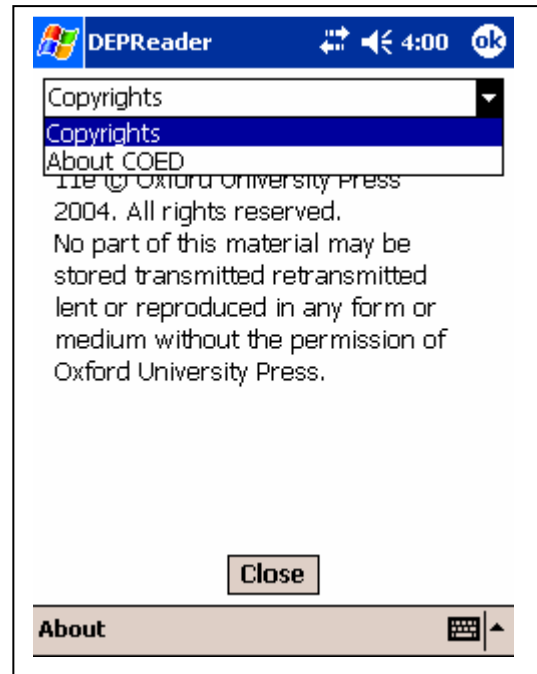 DEPReader 4:00 ok
Copyrights
Copyrights
About COED
11e © Oxford University Press
2004. All rights reserved.
No part of this material may be
stored transmitted retransmitted
lent or reproduced in any form or
medium without the permission of
Oxford University Press.
Close
About